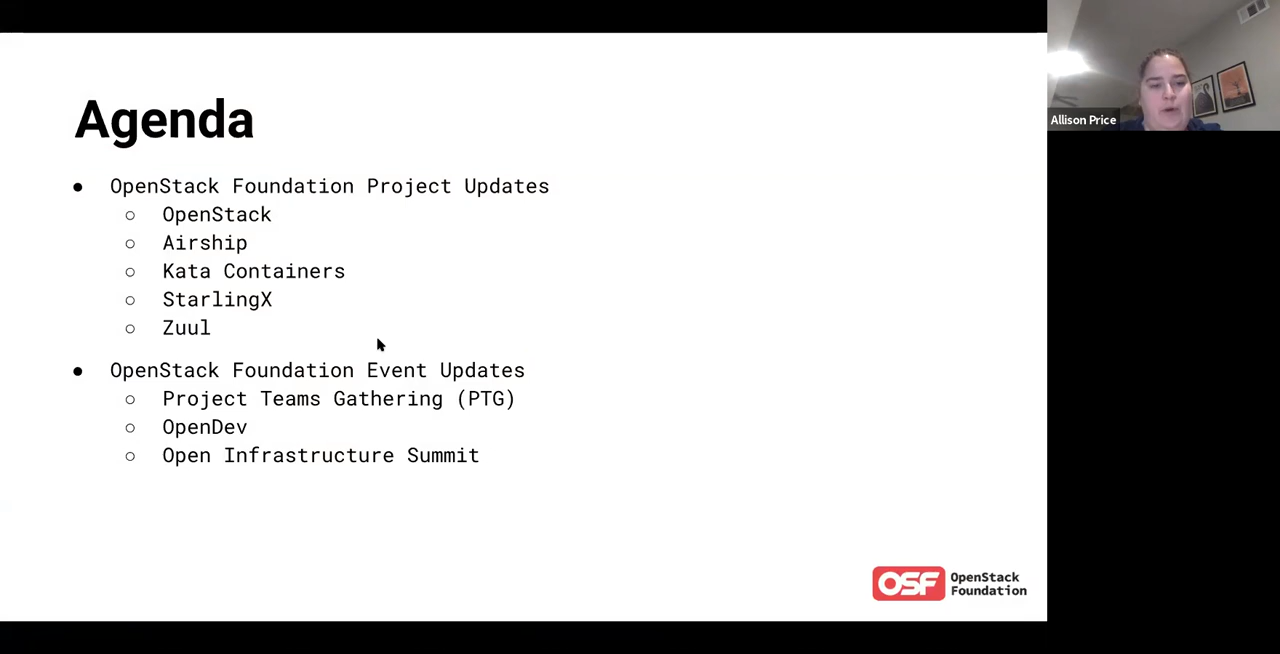 Agenda
● OpenStack Foundation Project Updates
○ OpenStack
○ Airship
○ Kata Containers
○ StarlingX
○ Zuul
● OpenStack Foundation Event Updates
○ Project Teams Gathering (PTG)
○ OpenDev
○ Open Infrastructure Summit
OSF OpenStack
Foundation
Allison Price